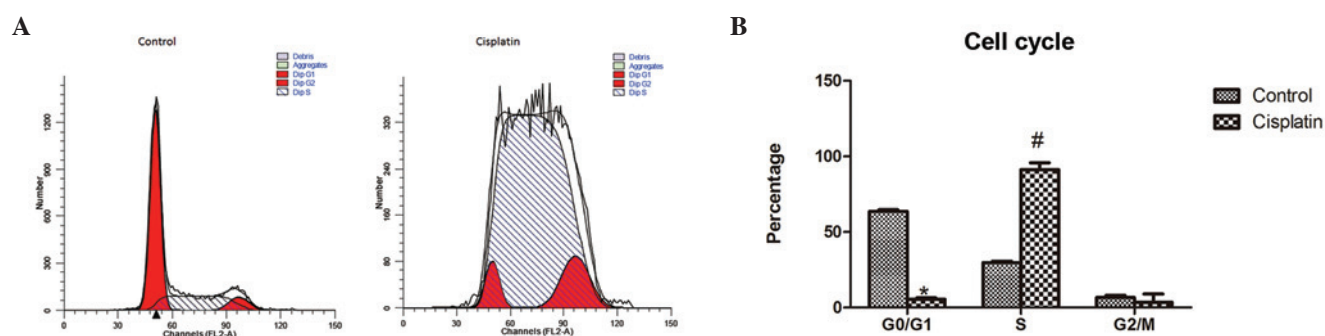 A
Control
Debris
Aggregates
Dip G1
Dip G2
Dip S
Number
1200
900
600
300
0
0 30 60 90 120 150
Channels (FL2-A)
Cisplatin
Debris
Aggregates
Dip G1
Dip G2
Dip S
Number
320
240
160
80
0
0 30 60 90 120 150
Channels (FL2-A)
B
Cell cycle
Percentage
150
100
50
0
*
#
G0/G1 S G2/M
Control
Cisplatin